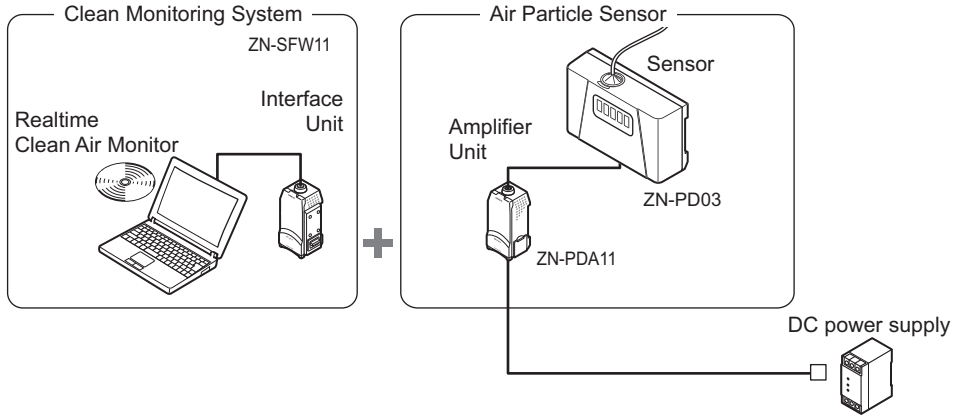 Clean Monitoring System
ZN-SFW11
Realtime
Clean Air Monitor
Interface
Unit
Air Particle Sensor
Sensor
Amplifier
Unit
ZN-PD03
ZN-PDA11
DC power supply